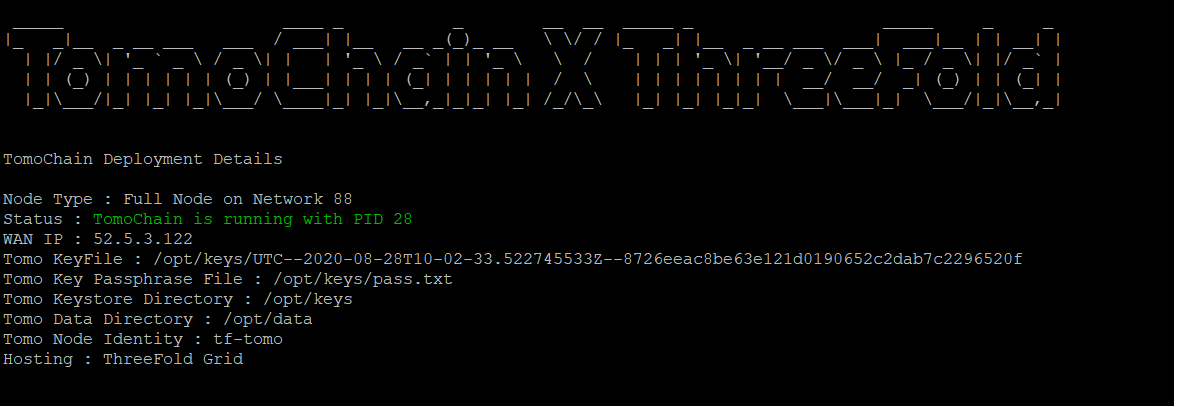 TomoChain X ThreeFold
TomoChain Deployment Details
Node Type : Full Node on Network 88
Status : TomoChain is running with PID 28
WAN IP : 52.5.3.122
Tomo KeyFile : /opt/keys/UTC--2020-08-28T10-02-33.522745533Z--8726eeac8be63e121d0190652c2dab7c2296520f
Tomo Key Passphrase File : /opt/keys/pass.txt
Tomo Keystore Directory : /opt/keys
Tomo Data Directory : /opt/data
Tomo Node Identity : tf-tomo
Hosting : ThreeFold Grid